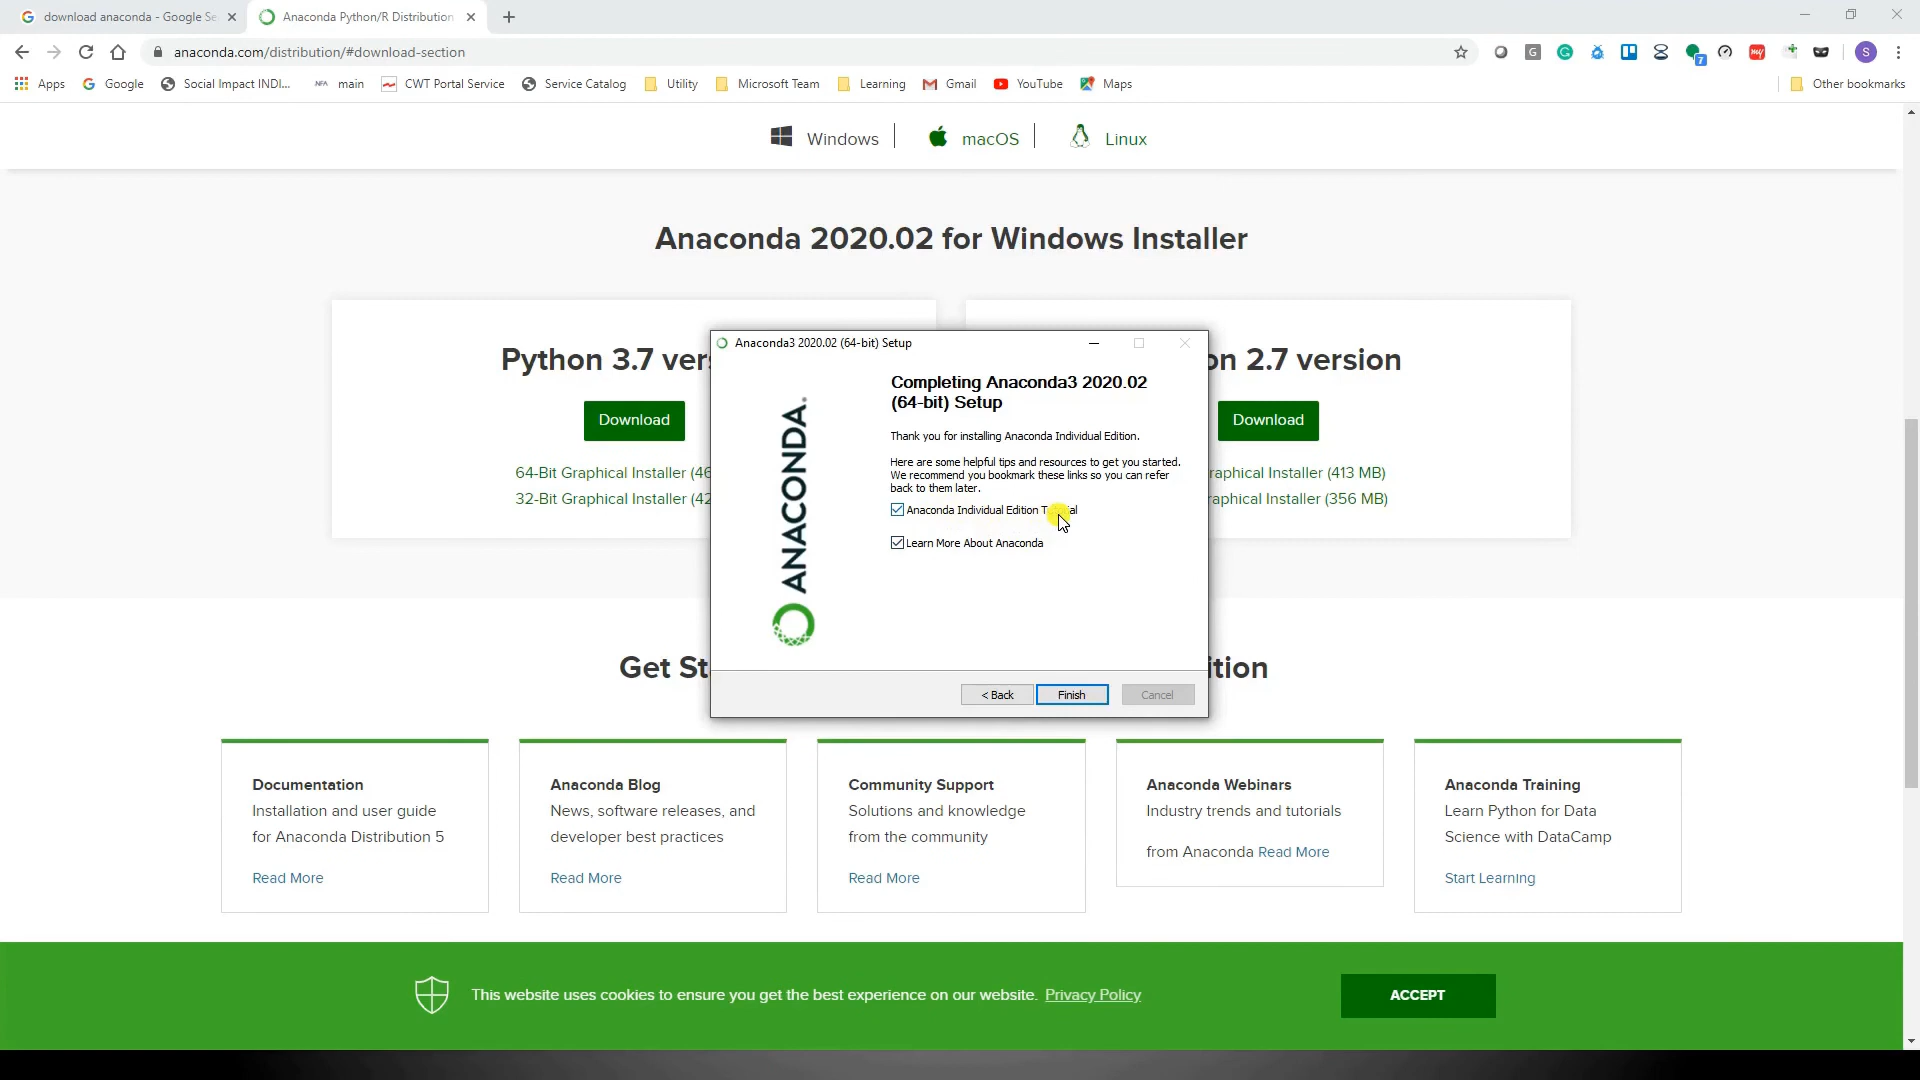 download anaconda - Google Se
Anaconda Python/R Distribution
anaconda.com/distribution/#download-section
Apps
Google
Social Impact INDI...
NFA
main
CWT Portal Service
Service Catalog
Utility
Microsoft Team
Learning
Gmail
YouTube
Maps
Other bookmarks
Windows
macOS
Linux
Anaconda 2020.02 for Windows Installer
Python 3.7 ver
on 2.7 version
Download
Download
64-Bit Graphical Installer (46
32-Bit Graphical Installer (42
raphical Installer (413 MB)
raphical Installer (356 MB)
Anaconda3 2020.02 (64-bit) Setup
ANACONDA.
Completing Anaconda3 2020.02
(64-bit) Setup
Thank you for installing Anaconda Individual Edition.
Here are some helpful tips and resources to get you started.
We recommend you bookmark these links so you can refer
back to them later.
Anaconda Individual Edition
Learn More About Anaconda
< Back
Finish
Cancel
Get St
ition
Documentation
Installation and user guide
for Anaconda Distribution 5
Read More
Anaconda Blog
News, software releases, and
developer best practices
Read More
Community Support
Solutions and knowledge
from the community
Read More
Anaconda Webinars
Industry trends and tutorials
from Anaconda Read More
Anaconda Training
Learn Python for Data
Science with DataCamp
Start Learning
This website uses cookies to ensure you get the best experience on our website. Privacy Policy
ACCEPT